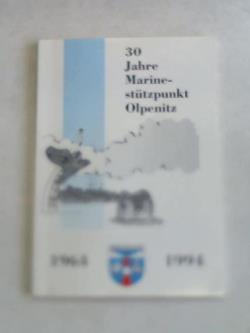 30
Jahre
Marine-
stützpunkt
Olpenitz
1964 1994